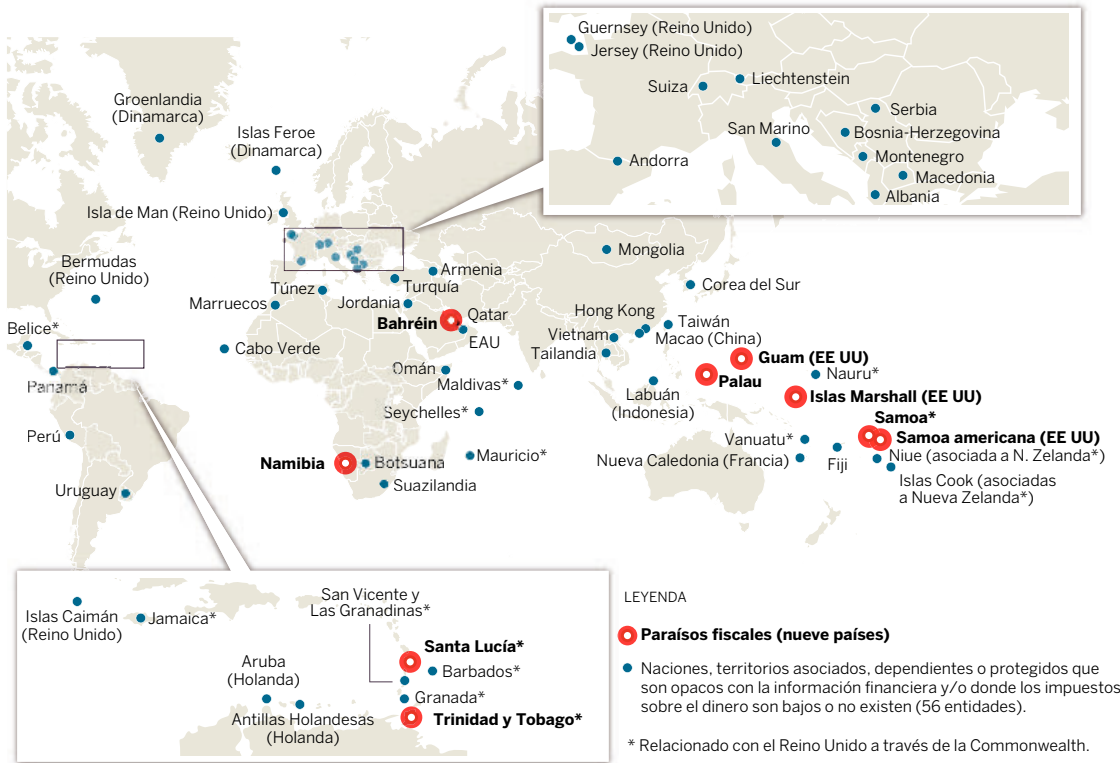 Guernsey (Reino Unido)
Jersey (Reino Unido)
Suiza
Liechtenstein
Serbia
San Marino
Bosnia-Herzegovina
Andorra
Montenegro
Macedonia
Albania
Groenlandia
(Dinamarca)
Islas Feroe
(Dinamarca)
Isla de Man (Reino Unido)
Bermudas
(Reino Unido)
Mongolia
Armenia
Túnez
Turquía
Corea del Sur
Marruecos
Jordania
Qatar
Bahréin
EAU
Hong Kong
Taiwán
Vietnam
Macao (China)
Tailandia
Belice*
Cabo Verde
Panamá
Omán
Maldivas*
Guam (EE UU)
Palau
Nauru*
Labuán
(Indonesia)
Islas Marshall (EE UU)
Seychelles*
Samoa*
Samoa americana (EE UU)
Perú
Vanuatu*
Niue (asociada a N. Zelanda*)
Namibia
Botsuana
Mauricio*
Nueva Caledonia (Francia)
Fiji
Suazilandia
Islas Cook (asociadas
a Nueva Zelanda*)
Uruguay
San Vicente y
Las Granadinas*
Islas Caimán
(Reino Unido)
Jamaica*
Santa Lucía*
Barbados*
Aruba
(Holanda)
Granada*
Antillas Holandesas
(Holanda)
Trinidad y Tobago*
LEYENDA
Paraísos fiscales (nueve países)
Naciones, territorios asociados, dependientes o protegidos que
son opacos con la información financiera y/o donde los impuestos
sobre el dinero son bajos o no existen (56 entidades).
* Relacionado con el Reino Unido a través de la Commonwealth.